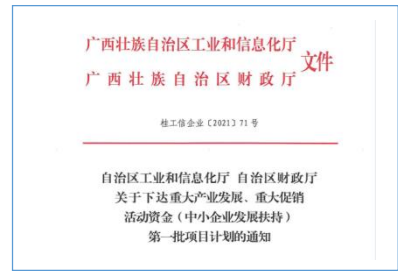 广西壮族自治区工业和信息化厅
广西壮族自治区财政厅
文件
桂工信企业〔2021〕71号
自治区工业和信息化厅 自治区财政厅
关于下达重大产业发展、重大促销
活动资金（中小企业发展扶持）
第一批项目计划的通知